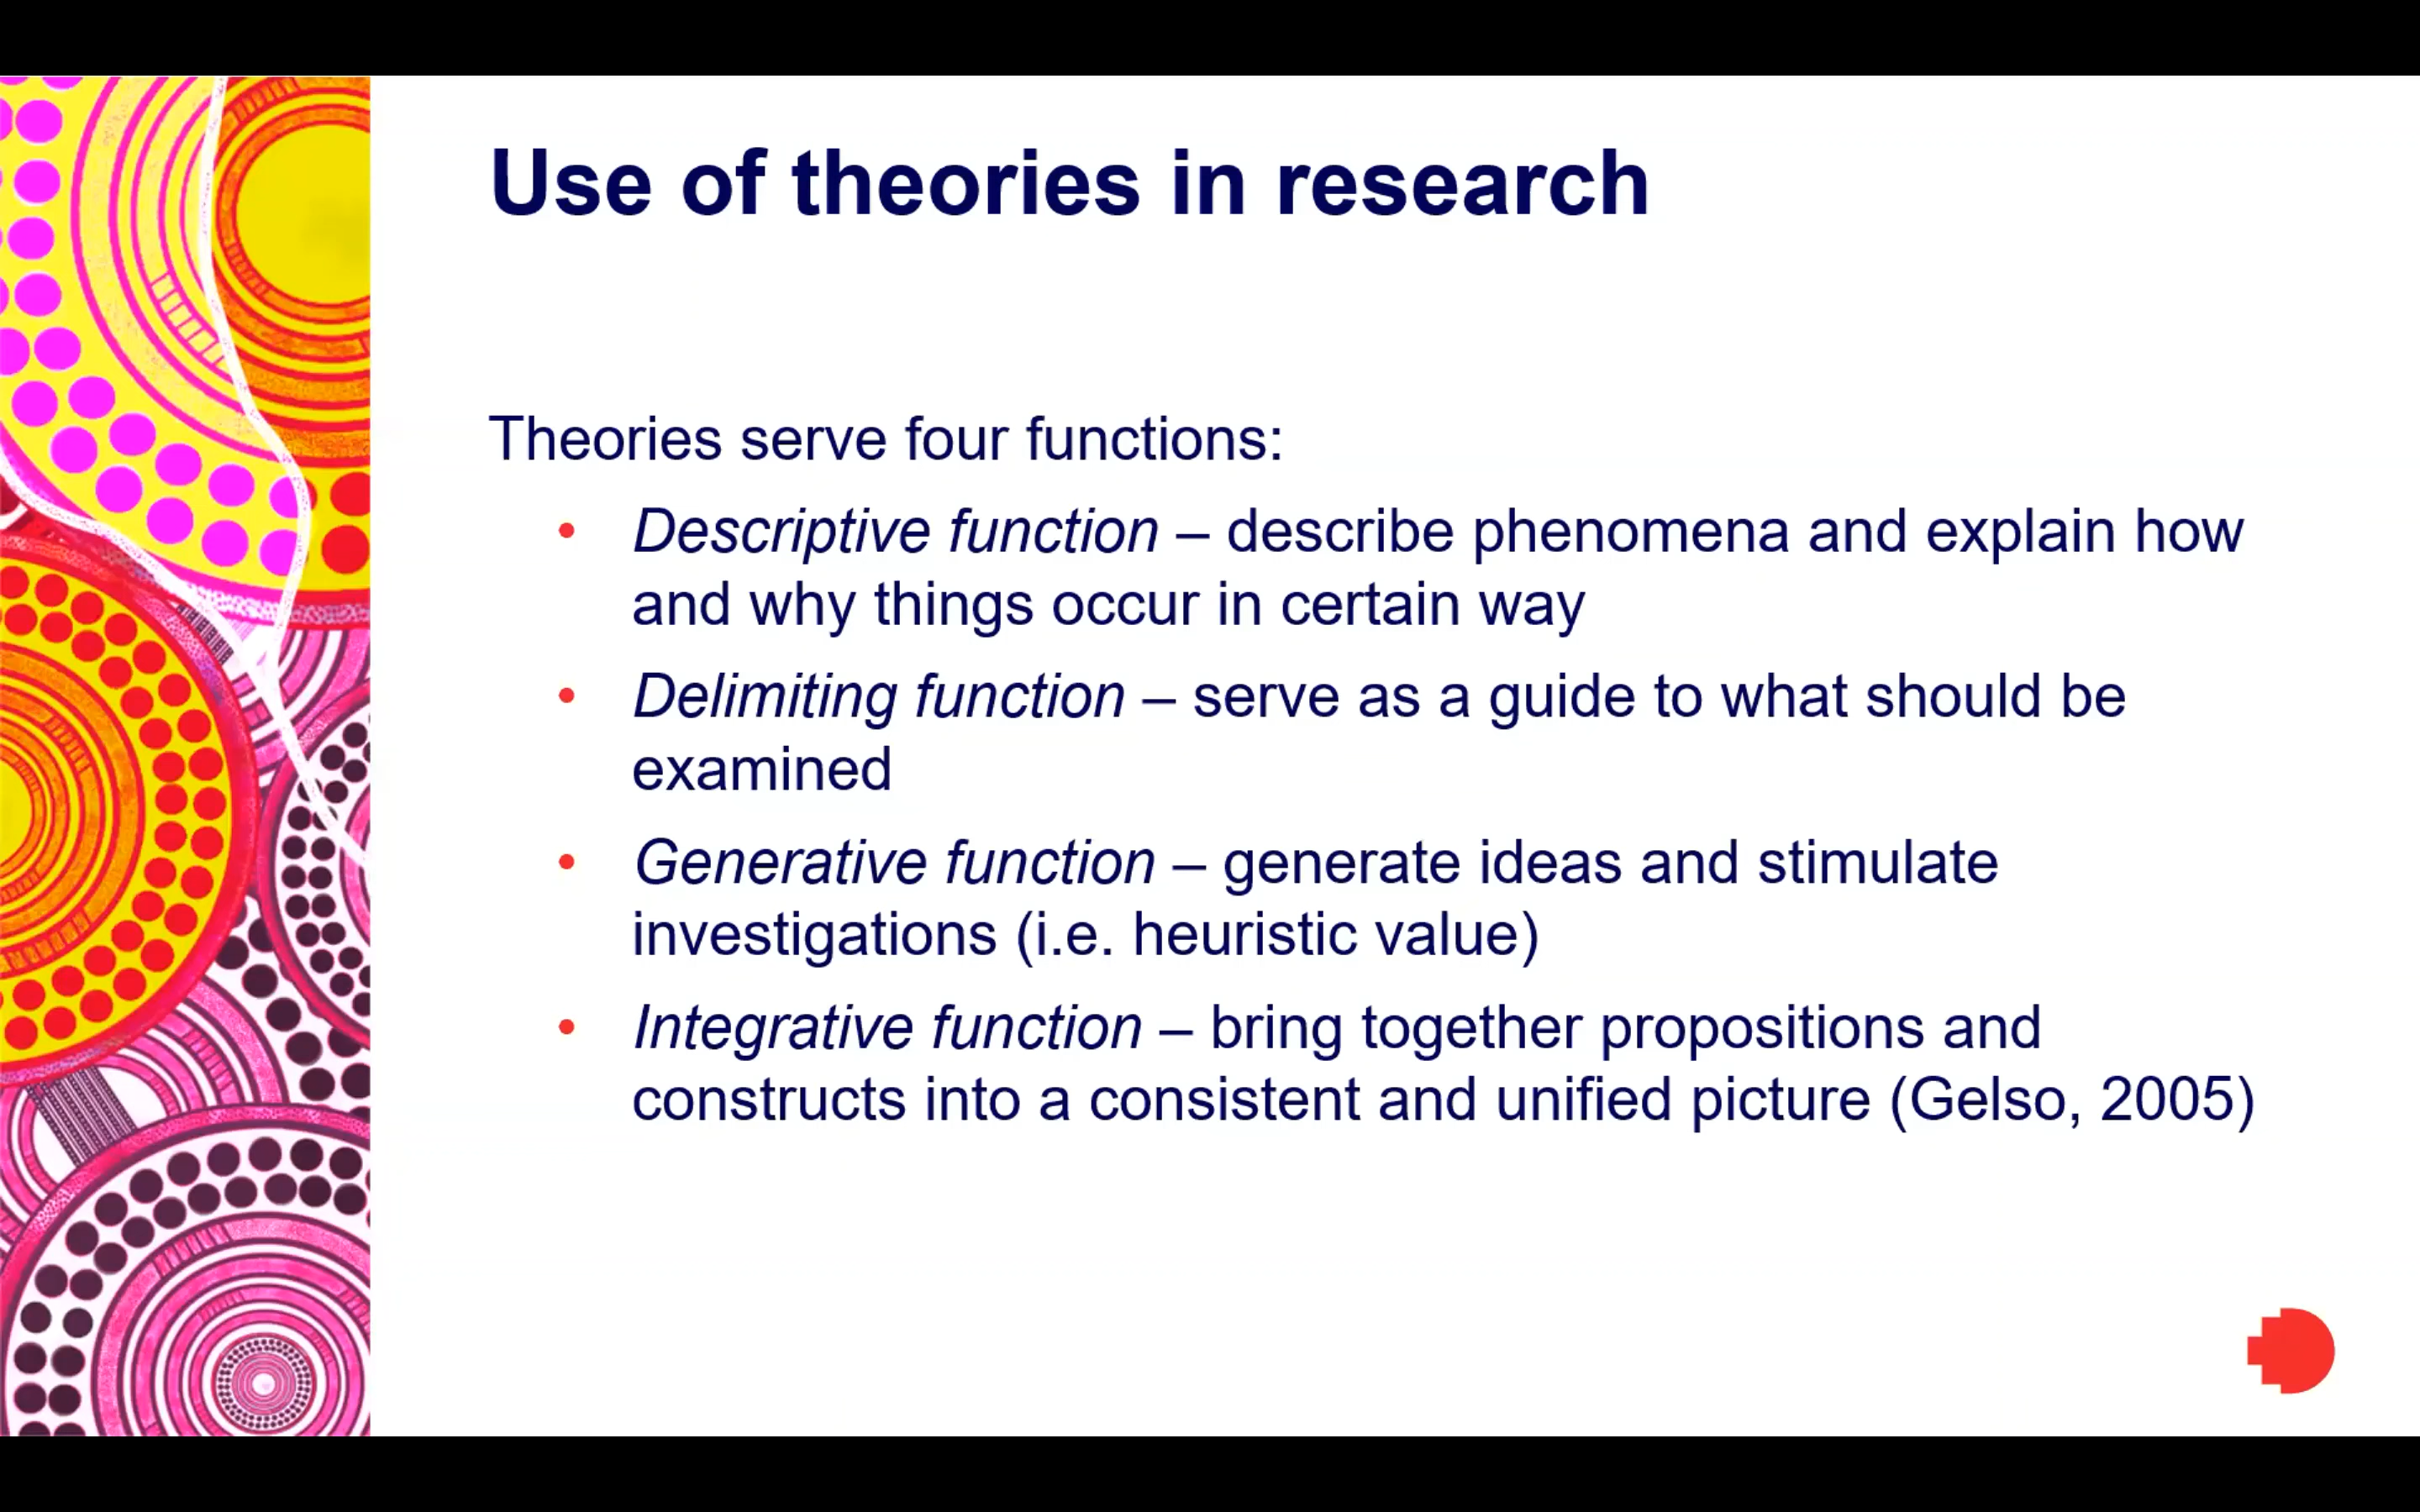 Use of theories in research
Theories serve four functions:
• Descriptive function – describe phenomena and explain how
and why things occur in certain way
• Delimiting function – serve as a guide to what should be
examined
• Generative function – generate ideas and stimulate
investigations (i.e. heuristic value)
• Integrative function – bring together propositions and
constructs into a consistent and unified picture (Gelso, 2005)